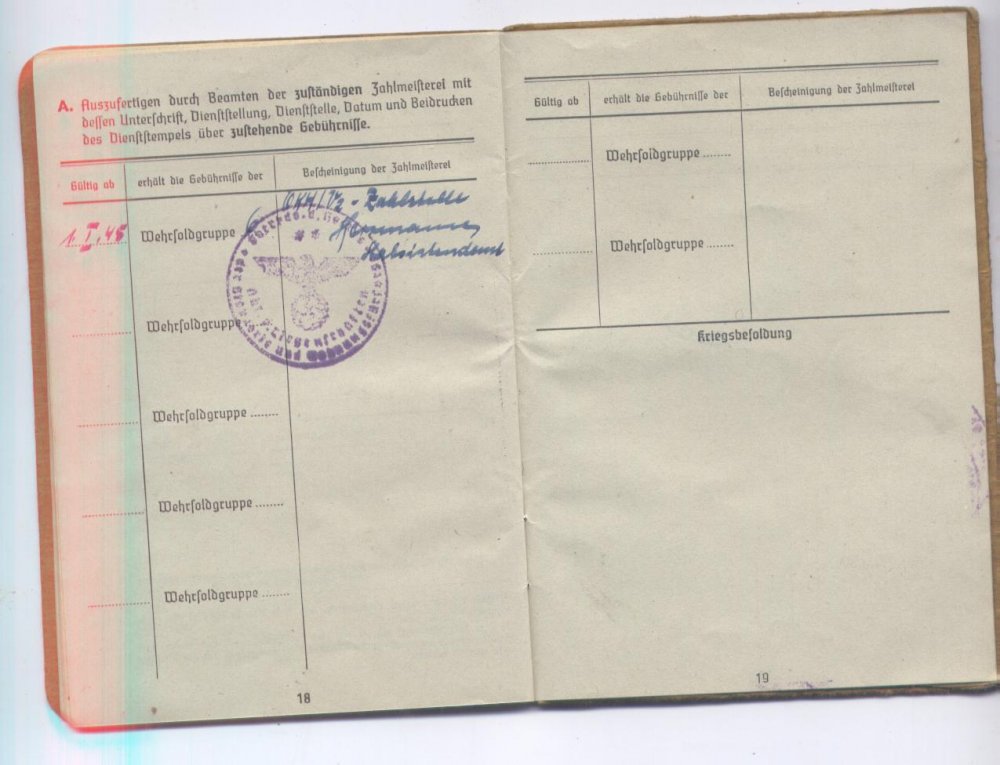 A. Auszufertigen durch Beamten der zuständigen Zahlmeisterei mit
dessen Unterschrift, Dienststellung, Dienststelle, Datum und Beidrucken
des Dienststempels über zustehende Gebührnisse.
Gültig ab erhält die Gebührnisse der Bescheinigung der Zahlmeisterei
1. I. 45 Wehrsoldgruppe
Zahlstelle
Wehrsoldgruppe
Wehrsoldgruppe ........
Wehrsoldgruppe ........
Wehrsoldgruppe ........
18
Gültig ab erhält die Gebührnisse der Bescheinigung der Zahlmeisterei
Wehrsoldgruppe ........
Wehrsoldgruppe ........
Kriegsbesoldung
19